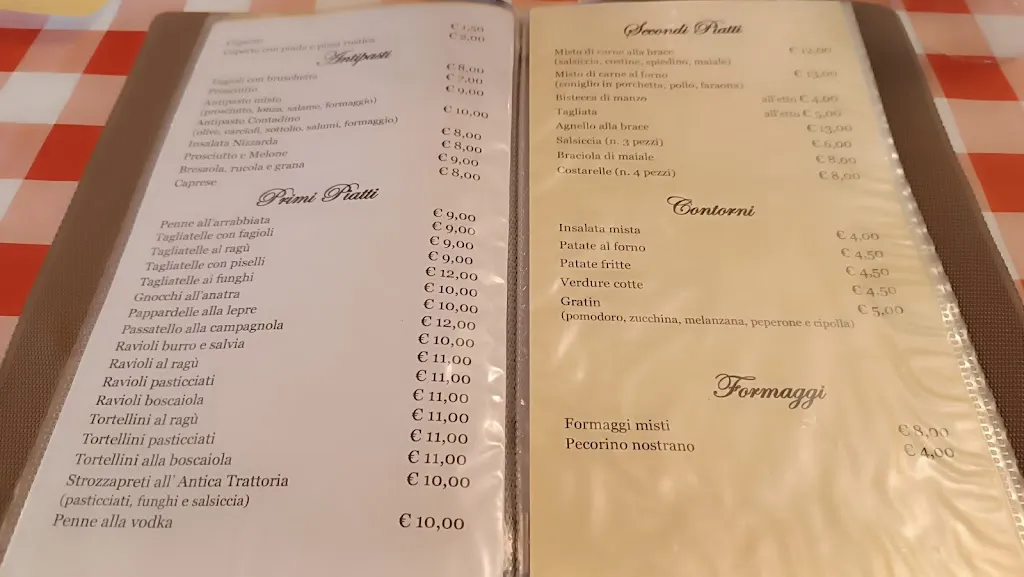 € 1,50
Coperto con piada e pizza rustica € 2,00
Antipasti
con bruschetta € 8,00
Prosciutto € 7,00
Antipasto misto € 9,00
(prosciutto, lonza, salame, formaggio)
Antipasto Contadino € 10,00
(olive, carciofi, sottolio, salumi, formaggio)
Insalata Nizzarda € 8,00
Prosciutto e Melone € 8,00
Bresaola, rucola e grana € 9,00
Caprese € 8,00
Primi Piatti
Penne all'arrabbiata € 9,00
Tagliatelle con fagioli € 9,00
Tagliatelle al ragù € 9,00
Tagliatelle con piselli € 9,00
Tagliatelle ai funghi € 12,00
Gnocchi all'anatra € 10,00
Pappardelle alla lepre € 10,00
Passatello alla campagnola € 12,00
Ravioli burro e salvia € 10,00
Ravioli al ragù € 11,00
Ravioli pasticciati € 11,00
Ravioli boscaiola € 11,00
Tortellini al ragù € 11,00
Tortellini pasticciati € 11,00
Tortellini alla boscaiola € 11,00
Strozzapreti all' Antica Trattoria € 10,00
(pasticciati, funghi e salsiccia)
Penne alla vodka € 10,00
Secondi Piatti
Misto di carne alla brace € 12,00
(salsiccia, costine, spiedino, maiale)
Misto di carne al forno € 13,00
(coniglio in porchetta, pollo, faraona)
Bistecca di manzo all'etto € 4,00
Tagliata all'etto € 5,00
Agnello alla brace € 13,00
Salsiccia (n. 3 pezzi) € 6,00
Braciola di maiale € 8,00
Costarelle (n. 4 pezzi) € 8,00
Contorni
Insalata mista € 4,00
Patate al forno € 4,50
Patate fritte € 4,50
Verdure cotte € 4,50
Gratin € 5,00
(pomodoro, zucchina, melanzana, peperone e cipolla)
Formaggi
Formaggi misti € 8,00
Pecorino nostrano € 4,00